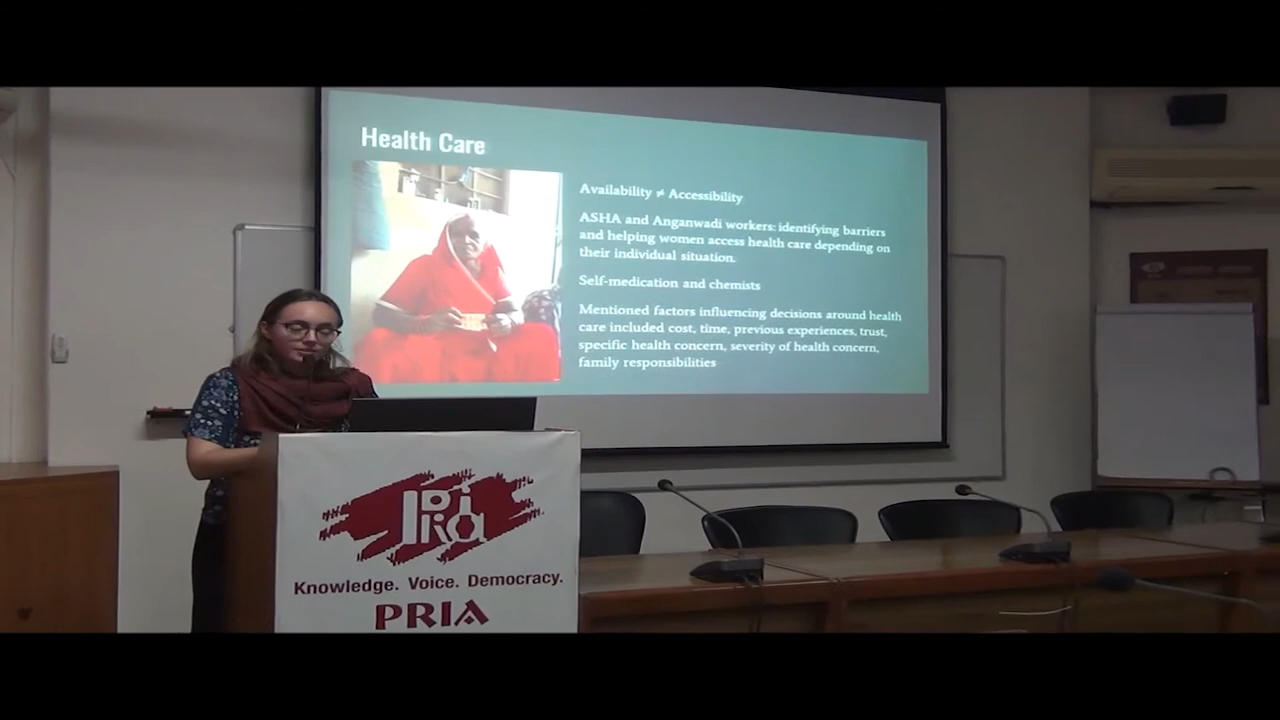 Health Care
Availability ≠ Accessibility
ASHA and Anganwadi workers: identifying barriers
and helping women access health care depending on
their individual situation.
Self-medication and chemists
Mentioned factors influencing decisions around health
care included cost, time, previous experiences, trust,
specific health concern, severity of health concern,
family responsibilities
PRIA
Knowledge. Voice. Democracy.
PRIA